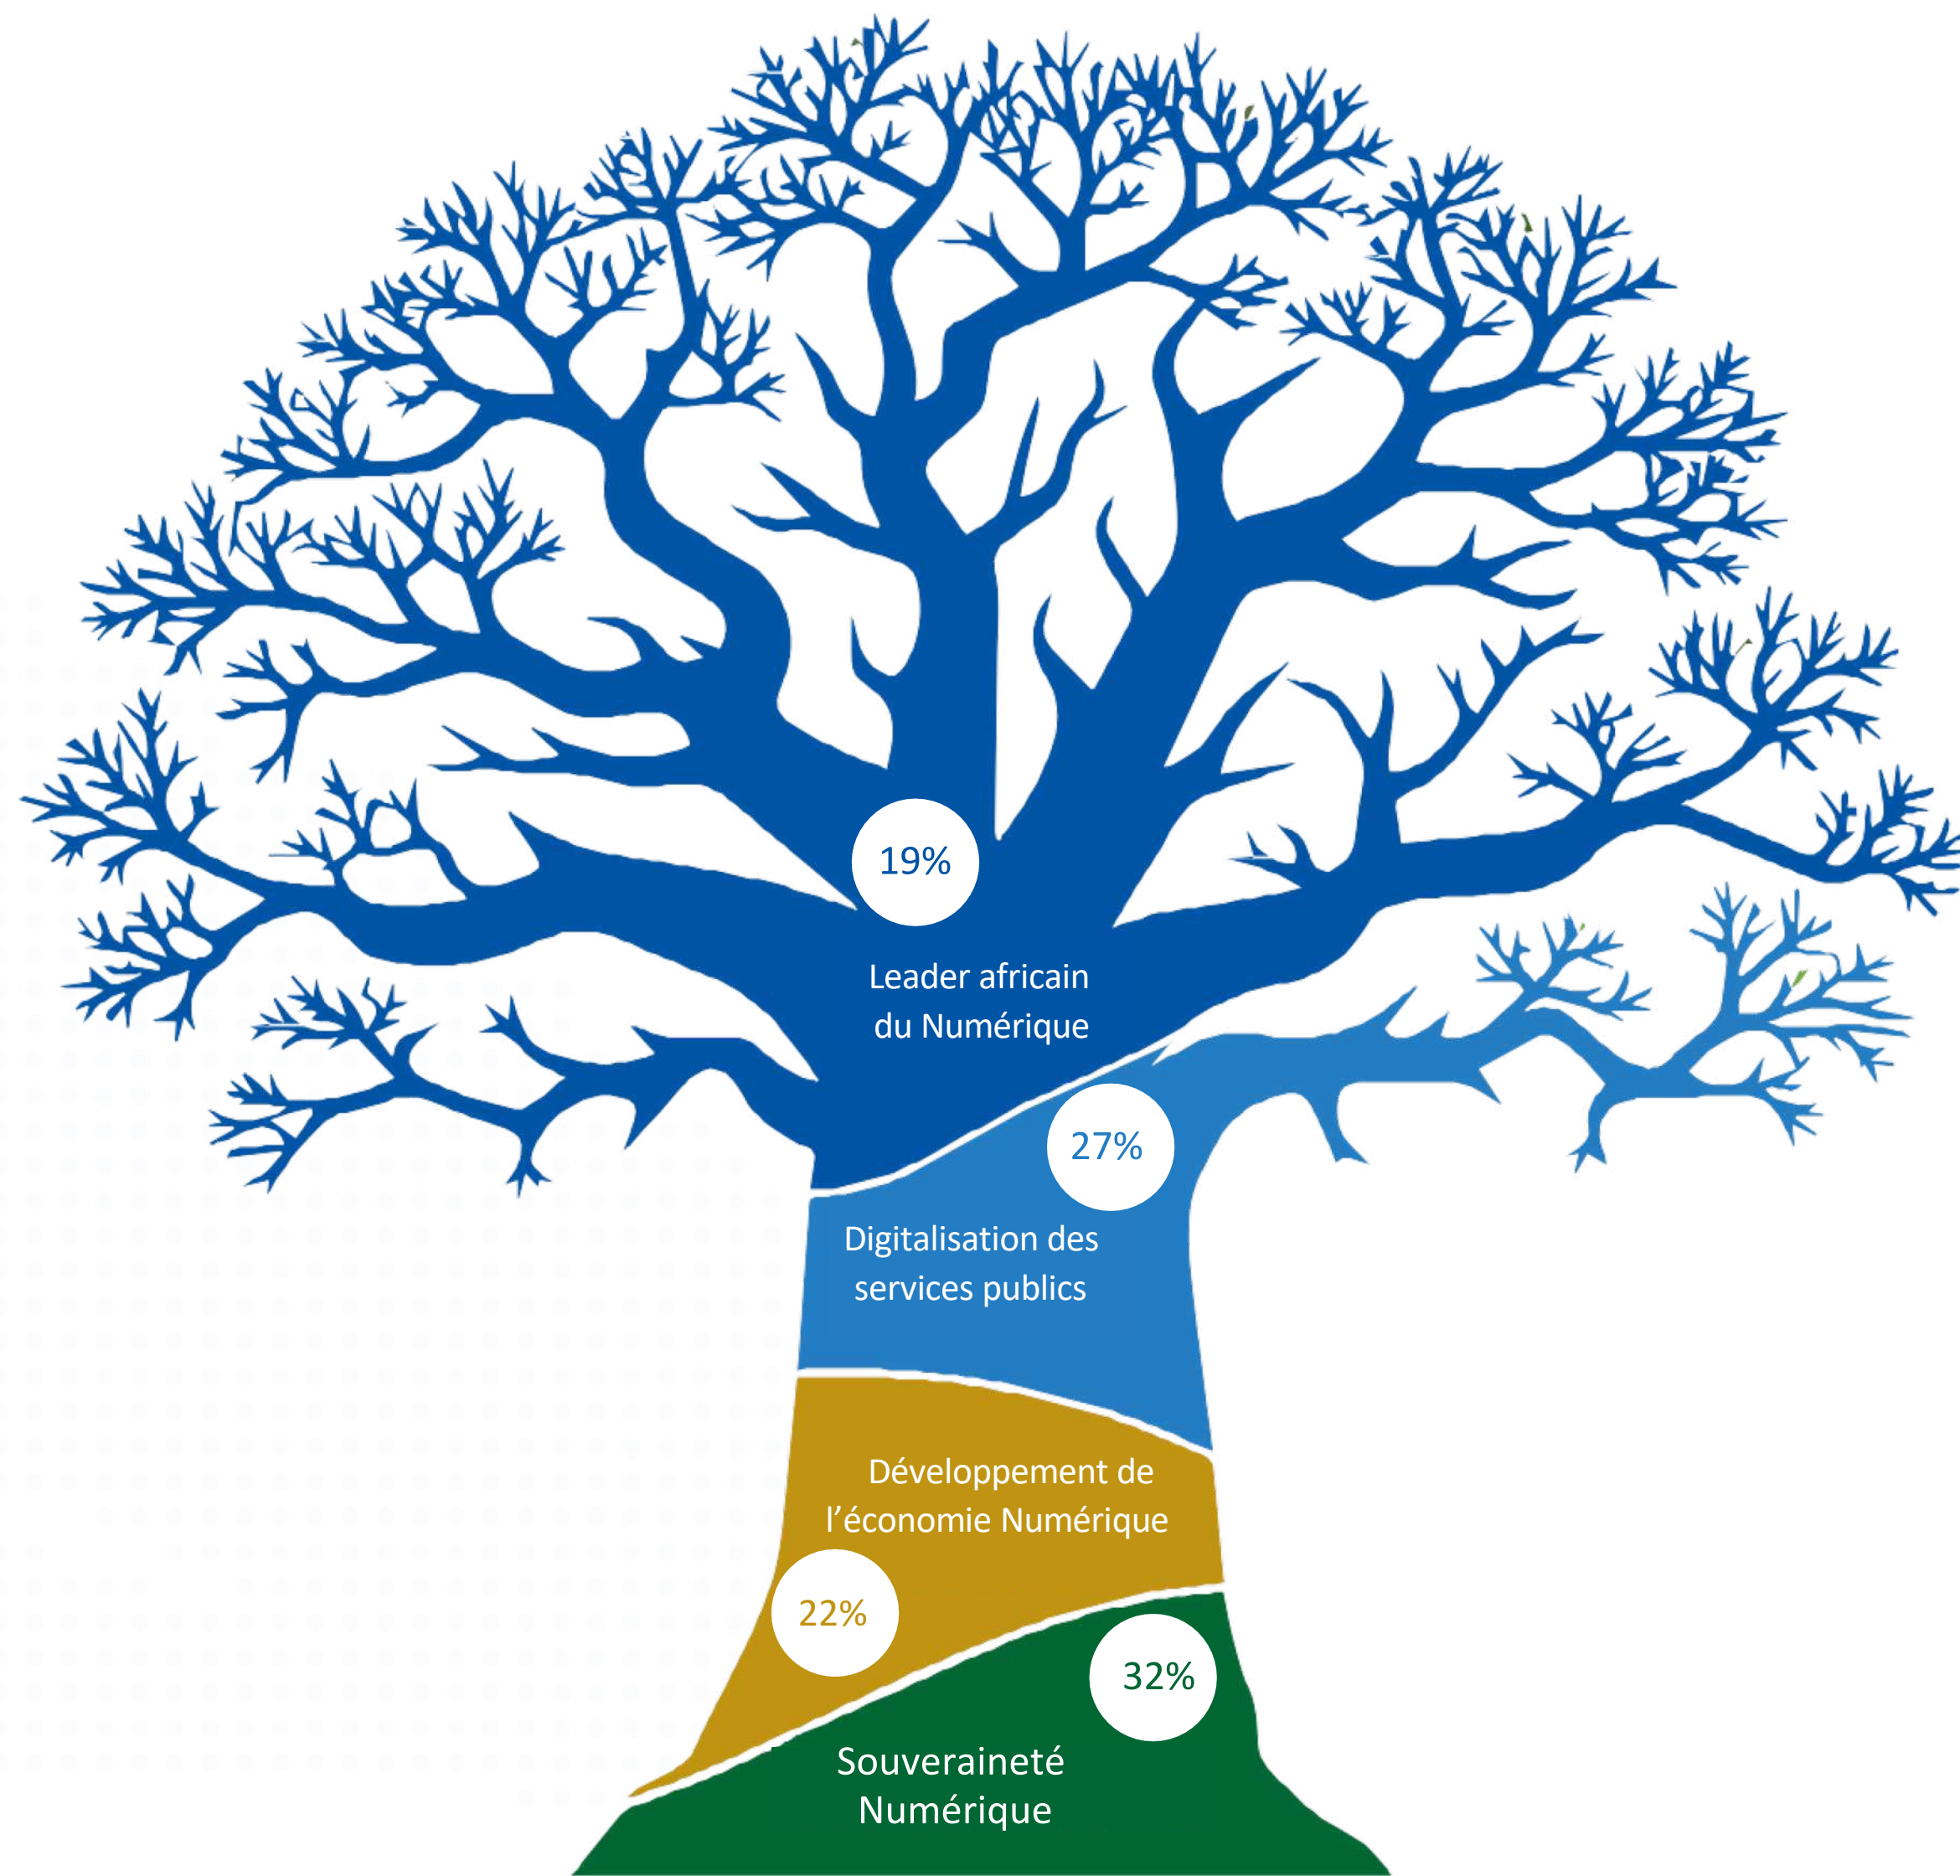 19%
Leader africain
du Numérique
27%
Digitalisation des
services publics
Développement de
l’économie Numérique
22%
32%
Souveraineté
Numérique